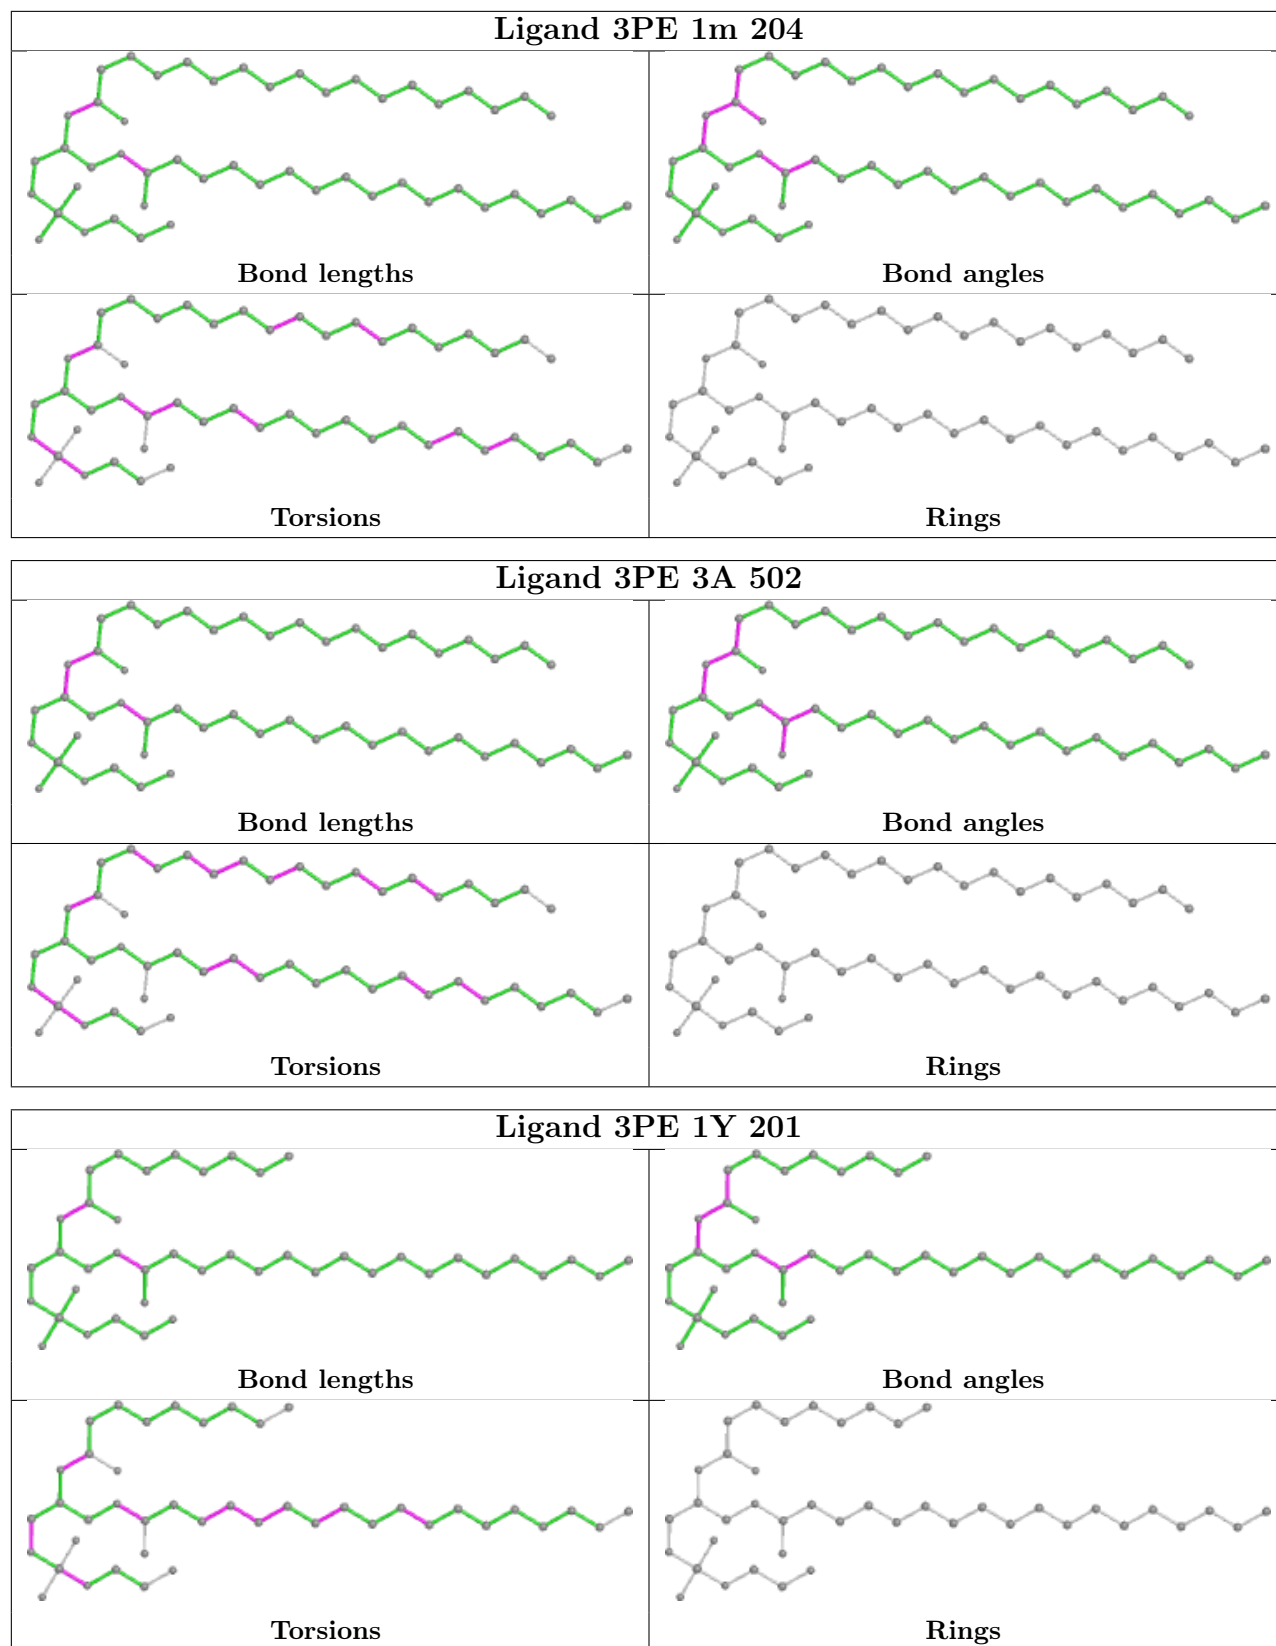 Ligand 3PE 1m 204
Bond lengths
Bond angles
Torsions
Rings
Ligand 3PE 3A 502
Bond lengths
Bond angles
Torsions
Rings
Ligand 3PE 1Y 201
Bond lengths
Bond angles
Torsions
Rings